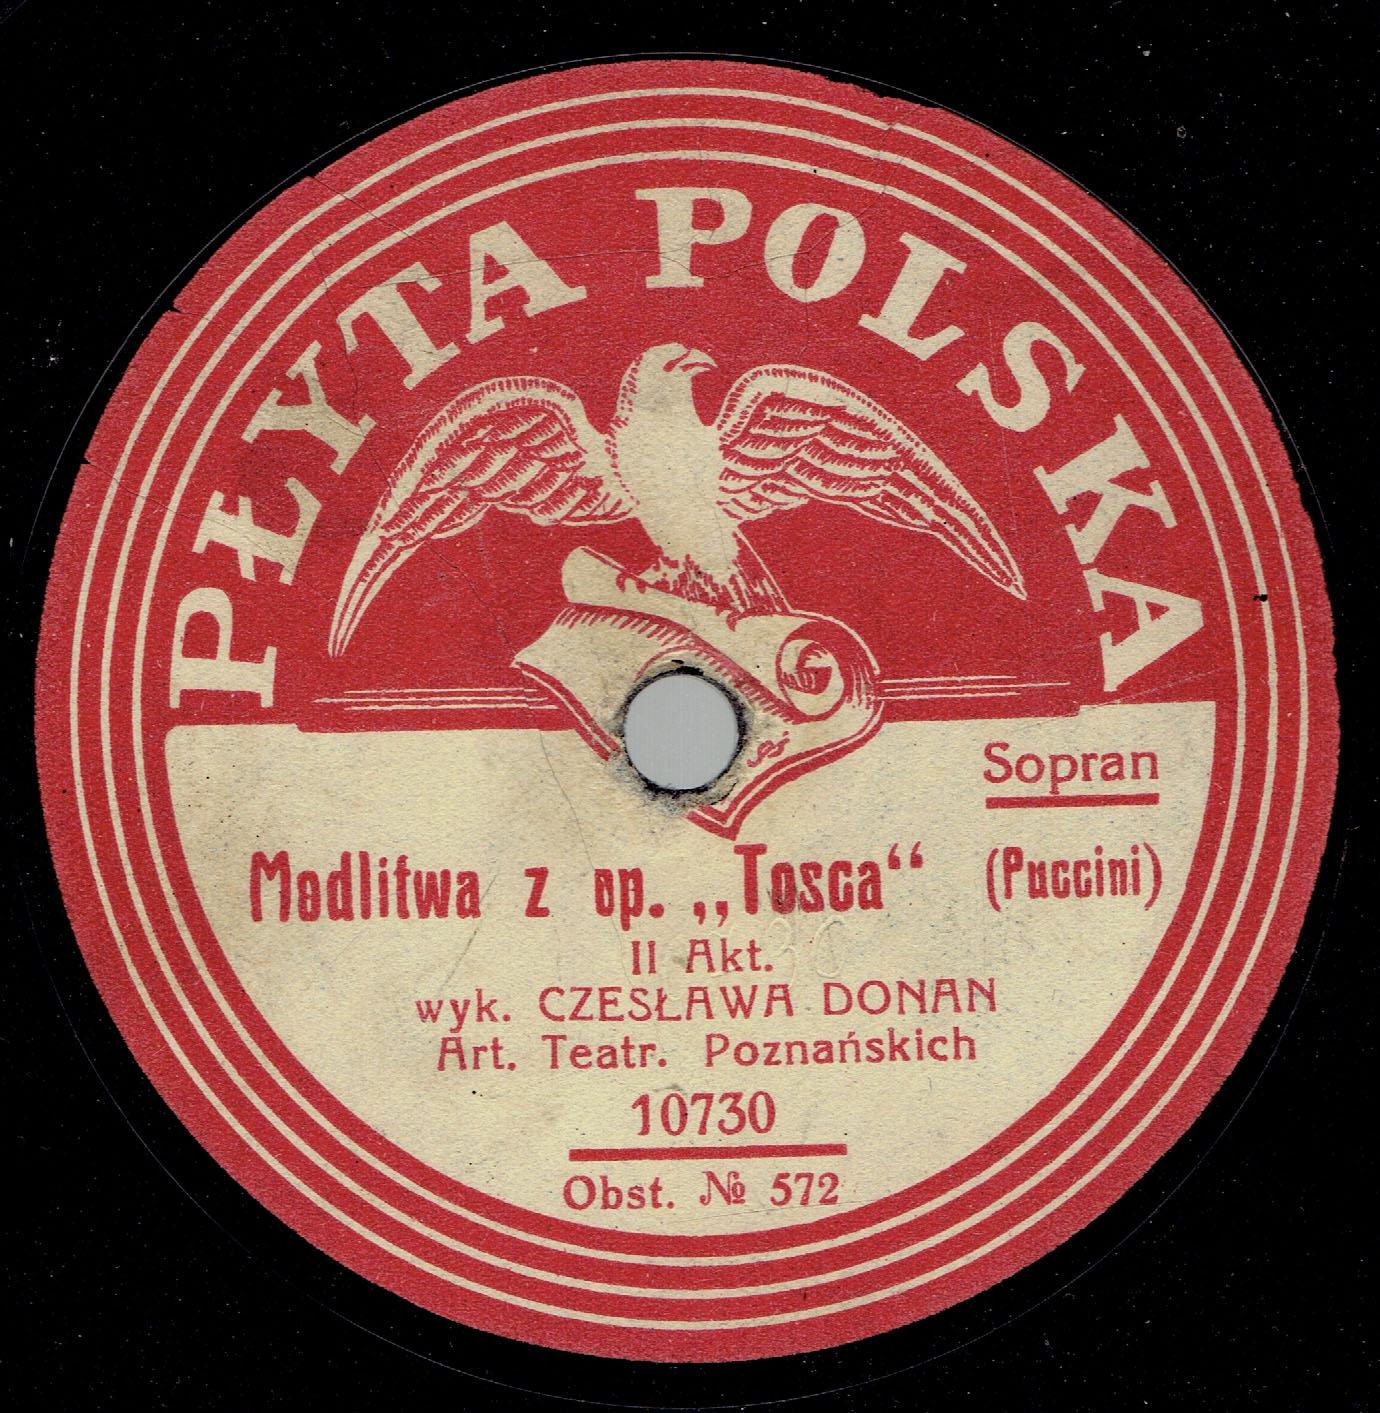 PŁYTA POLSKA
Sopran
Modlitwa z op. „Tosca“ (Puccini)
II Akt.
wyk. CZESŁAWA DONAN
Art. Teatr. Poznańskich
10730
Obst. № 572